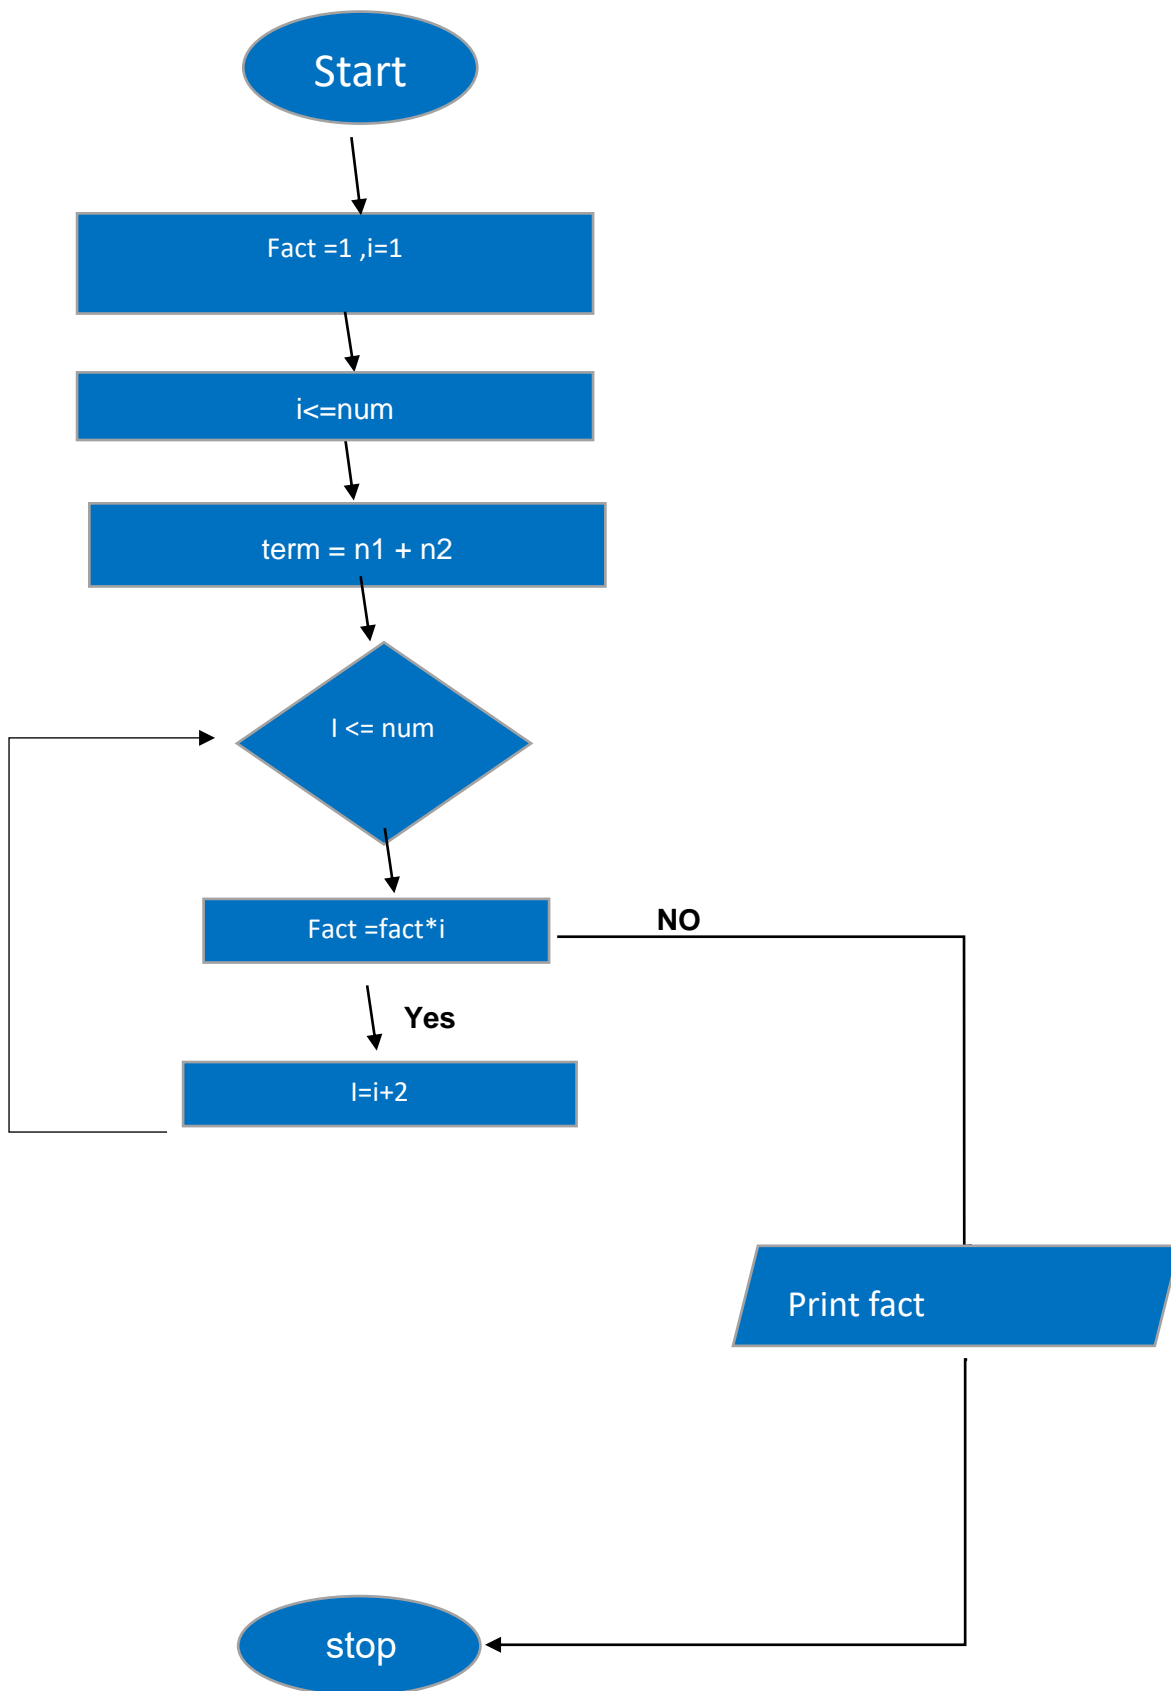 Start
Fact =1 ,i=1
i<=num
term = n1 + n2
I <= num
Fact =fact*i
NO
Yes
I=i+2
Print fact
stop